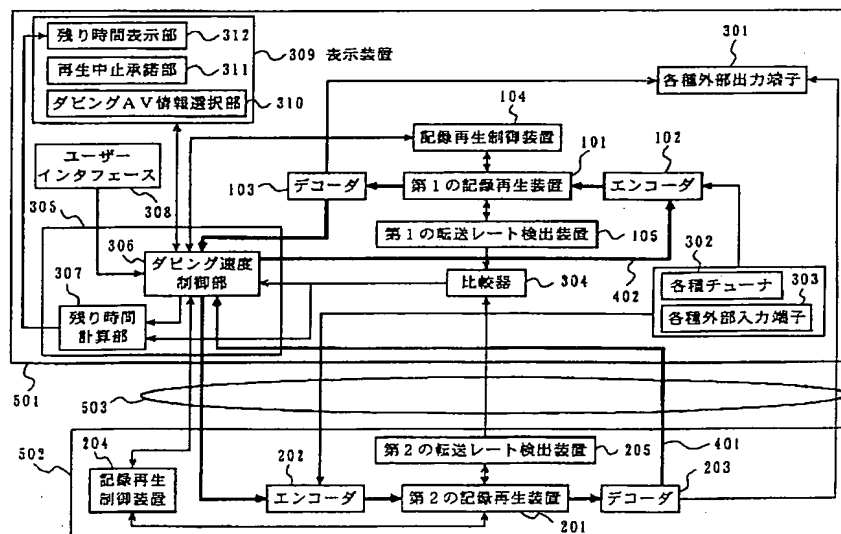 残り時間表示部
312
309 表示装置
再生中止承諾部
311
ダビングAV情報選択部
310
301
各種外部出力端子
104
記録再生制御装置
ユーザー
インタフェース
308
103
デコーダ
101
第1の記録再生装置
102
エンコーダ
305
第1の転送レート検出装置
105
306
ダビング速度
制御部
402
302
各種チューナ
303
各種外部入力端子
比較器
304
307
残り時間
計算部
501
503
502
第2の転送レート検出装置
205
401
204
記録再生
制御装置
202
エンコーダ
第2の記録再生装置
201
203
デコーダ